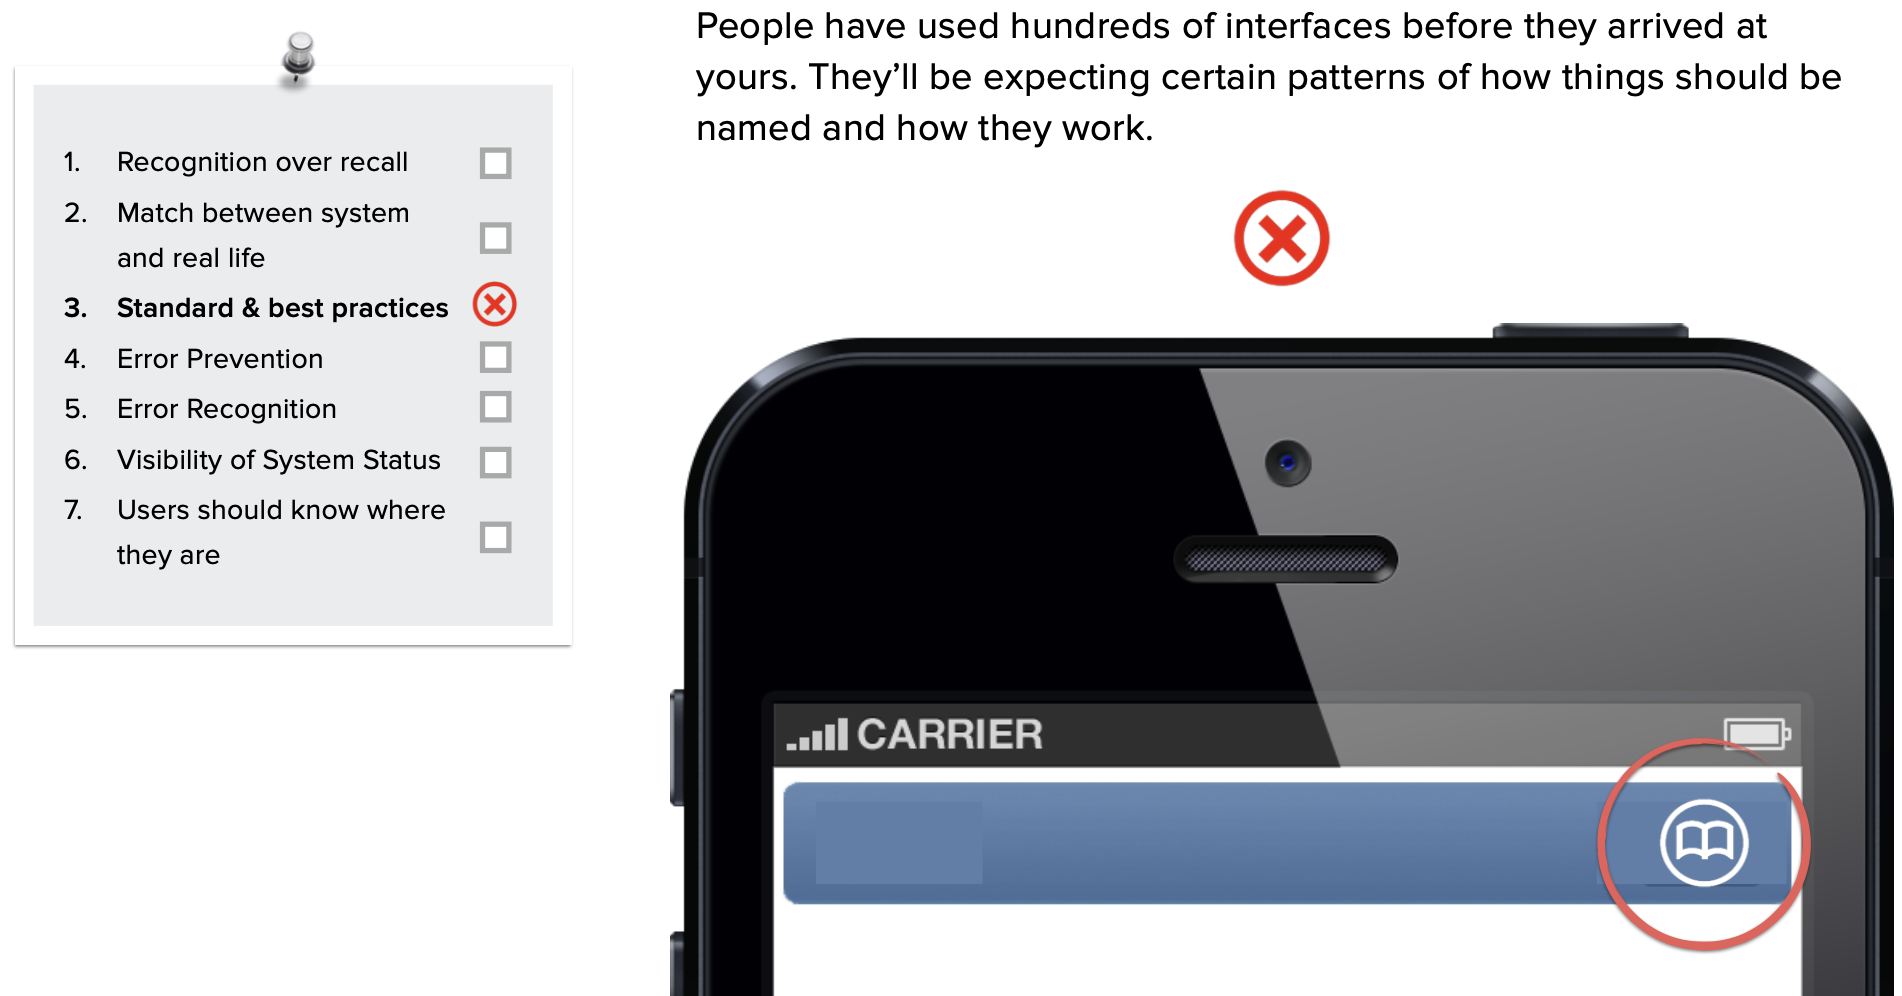 People have used hundreds of interfaces before they arrived at
yours. They’ll be expecting certain patterns of how things should be
named and how they work.
1. Recognition over recall
2. Match between system
and real life
3. Standard & best practices
4. Error Prevention
5. Error Recognition
6. Visibility of System Status
7. Users should know where
they are
CARRIER